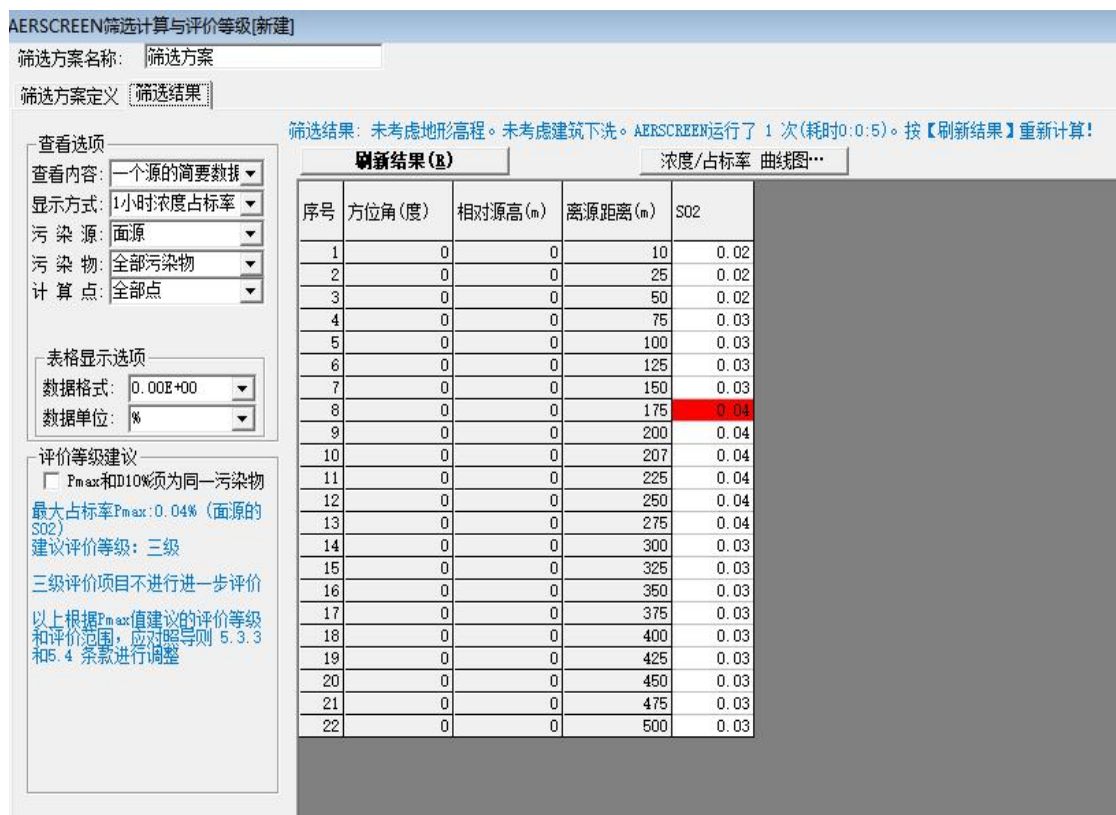 AERSCREEN筛选计算与评价等级[新建]
筛选方案名称: 筛选方案
筛选方案定义 筛选结果
查看选项
查看内容: 一个源的简要数据
显示方式: 1小时浓度占标率
污 染 源: 面源
污 染 物: 全部污染物
计 算 点: 全部点
表格显示选项
数据格式: 0.00E+00
数据单位: %
评价等级建议
Pmax和D10%须为同一污染物
最大占标率Pmax:0.04% (面源的
SO2)
建议评价等级: 三级
三级评价项目不进行进一步评价
以上根据Pmax值建议的评价等级
和评价范围，应对照导则 5.3.3
和5.4 条款进行调整
筛选结果: 未考虑地形高程。未考虑建筑下洗。AERSCREEN运行了 1 次(耗时0:0:5)。按【刷新结果】重新计算!
刷新结果(R) 浓度/占标率 曲线图…
序号 方位角(度) 相对源高(m) 离源距离(m) SO2
1 0 0 10 0.02
2 0 0 25 0.02
3 0 0 50 0.02
4 0 0 75 0.03
5 0 0 100 0.03
6 0 0 125 0.03
7 0 0 150 0.03
8 0 0 175 0.04
9 0 0 200 0.04
10 0 0 207 0.04
11 0 0 225 0.04
12 0 0 250 0.04
13 0 0 275 0.04
14 0 0 300 0.03
15 0 0 325 0.03
16 0 0 350 0.03
17 0 0 375 0.03
18 0 0 400 0.03
19 0 0 425 0.03
20 0 0 450 0.03
21 0 0 475 0.03
22 0 0 500 0.03